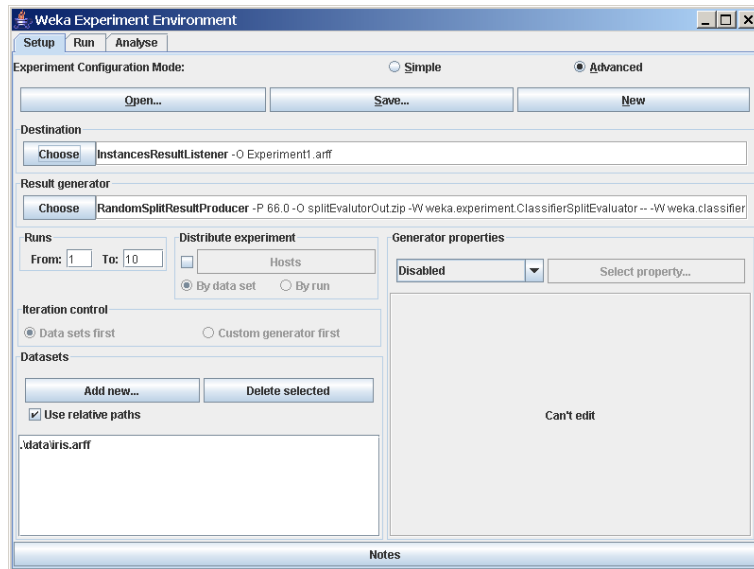 Weka Experiment Environment
Setup Run Analyse
Experiment Configuration Mode: Simple Advanced
Open... Save... New
Destination
Choose InstancesResultListener -O Experiment1.arff
Result generator
Choose RandomSplitResultProducer -P 66.0 -O splitEvalutorOut.zip -W weka.experiment.ClassifierSplitEvaluator -- -W weka.classifier
Runs Distribute experiment Generator properties
From: 1 To: 10 Hosts Disabled Select property...
By data set By run
Iteration control
Data sets first Custom generator first
Datasets
Add new... Delete selected
Use relative paths Can't edit
.\data\iris.arff
Notes